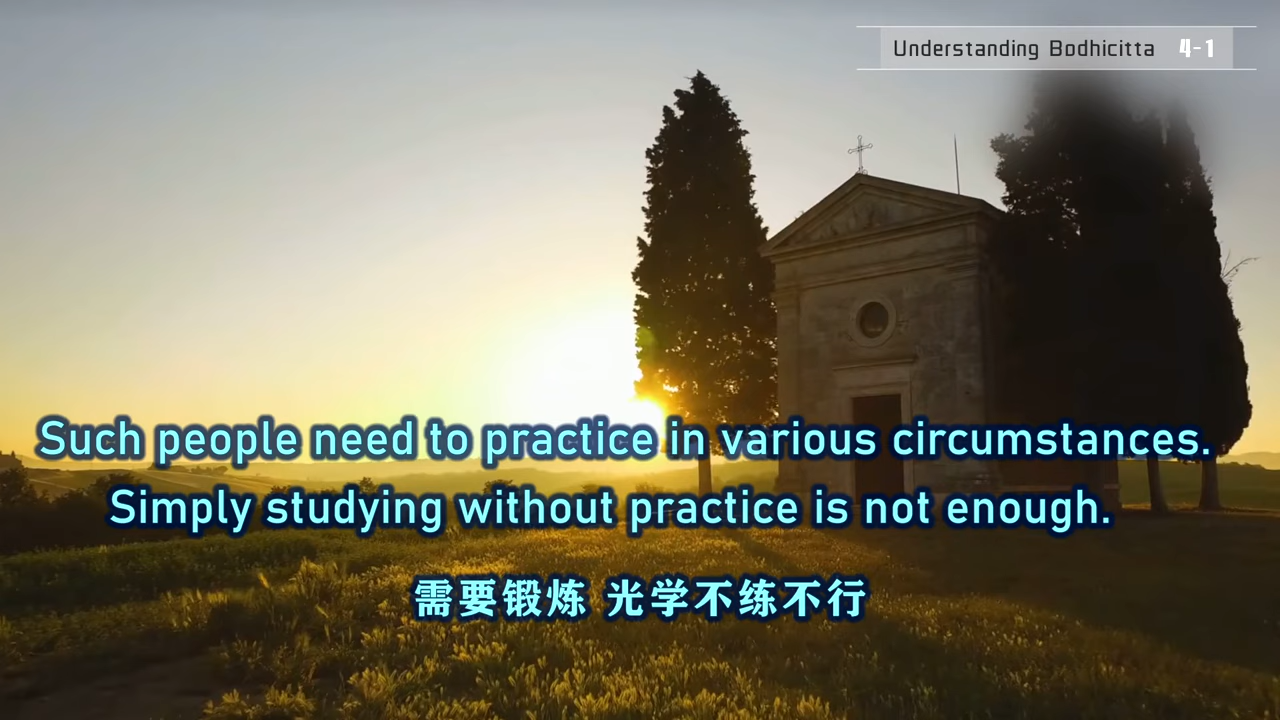 Understanding Bodhicitta 4-1
Such people need to practice in various circumstances.
Simply studying without practice is not enough.
需要锻炼 光学不练不行